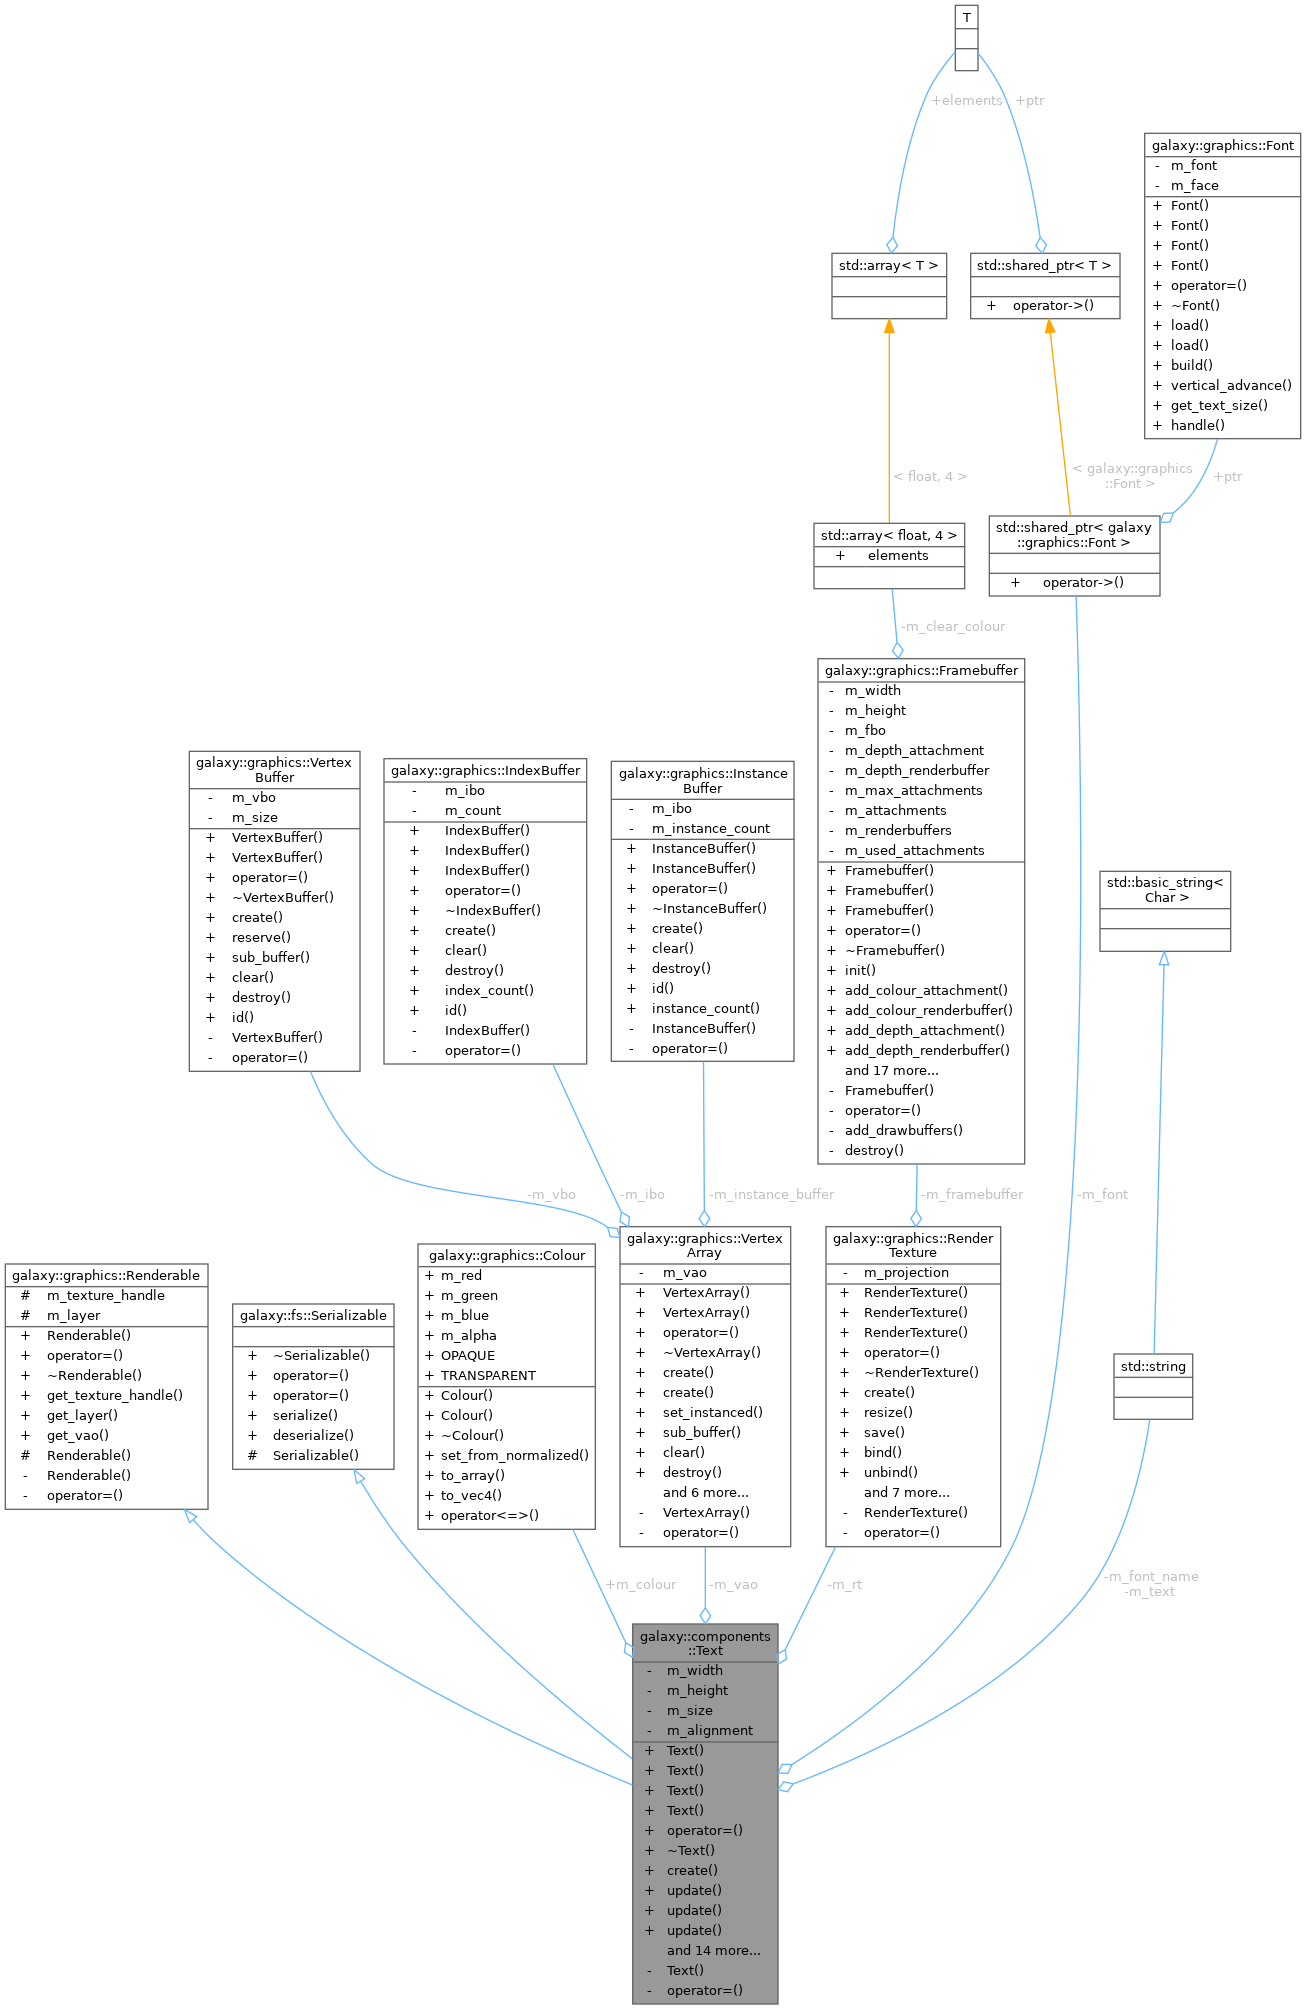 T
+elements
+ptr
galaxy::graphics::Font
- m_font
- m_face
+ Font()
+ Font()
+ Font()
+ Font()
+ operator=()
+ ~Font()
+ load()
+ load()
+ build()
+ vertical_advance()
+ get_text_size()
+ handle()
std::array< T >
std::shared_ptr< T >
+ operator->()
< float, 4 >
< galaxy::graphics
::Font >
+ptr
std::array< float, 4 >
+ elements
std::shared_ptr< galaxy
::graphics::Font >
+ operator->()
-m_clear_colour
galaxy::graphics::Framebuffer
- m_width
- m_height
- m_fbo
- m_depth_attachment
- m_depth_renderbuffer
- m_max_attachments
- m_attachments
- m_renderbuffers
- m_used_attachments
+ Framebuffer()
+ Framebuffer()
+ Framebuffer()
+ operator=()
+ ~Framebuffer()
+ init()
+ add_colour_attachment()
+ add_colour_renderbuffer()
+ add_depth_attachment()
+ add_depth_renderbuffer()
and 17 more...
- Framebuffer()
- operator=()
- add_drawbuffers()
- destroy()
galaxy::graphics::Vertex
Buffer
- m_vbo
- m_size
+ VertexBuffer()
+ VertexBuffer()
+ operator=()
+ ~VertexBuffer()
+ create()
+ reserve()
+ sub_buffer()
+ clear()
+ destroy()
+ id()
- VertexBuffer()
- operator=()
galaxy::graphics::IndexBuffer
- m_ibo
- m_count
+ IndexBuffer()
+ IndexBuffer()
+ IndexBuffer()
+ operator=()
+ ~IndexBuffer()
+ create()
+ clear()
+ destroy()
+ index_count()
+ id()
- IndexBuffer()
- operator=()
galaxy::graphics::Instance
Buffer
- m_ibo
- m_instance_count
+ InstanceBuffer()
+ InstanceBuffer()
+ operator=()
+ ~InstanceBuffer()
+ create()
+ clear()
+ destroy()
+ id()
+ instance_count()
- InstanceBuffer()
- operator=()
std::basic_string<
Char >
-m_vbo
-m_ibo
-m_instance_buffer
-m_framebuffer
-m_font
galaxy::graphics::Renderable
# m_texture_handle
# m_layer
+ Renderable()
+ operator=()
+ ~Renderable()
+ get_texture_handle()
+ get_layer()
+ get_vao()
# Renderable()
- Renderable()
- operator=()
galaxy::fs::Serializable
+ ~Serializable()
+ operator=()
+ operator=()
+ serialize()
+ deserialize()
# Serializable()
galaxy::graphics::Colour
+ m_red
+ m_green
+ m_blue
+ m_alpha
+ OPAQUE
+ TRANSPARENT
+ Colour()
+ Colour()
+ ~Colour()
+ set_from_normalized()
+ to_array()
+ to_vec4()
+ operator<=>()
galaxy::graphics::Vertex
Array
- m_vao
+ VertexArray()
+ VertexArray()
+ operator=()
+ ~VertexArray()
+ create()
+ create()
+ set_instanced()
+ sub_buffer()
+ clear()
+ destroy()
and 6 more...
- VertexArray()
- operator=()
galaxy::graphics::Render
Texture
- m_projection
+ RenderTexture()
+ RenderTexture()
+ RenderTexture()
+ operator=()
+ ~RenderTexture()
+ create()
+ resize()
+ save()
+ bind()
+ unbind()
and 7 more...
- RenderTexture()
- operator=()
std::string
+m_colour
-m_vao
-m_rt
-m_font_name
-m_text
galaxy::components
::Text
- m_width
- m_height
- m_size
- m_alignment
+ Text()
+ Text()
+ Text()
+ Text()
+ operator=()
+ ~Text()
+ create()
+ update()
+ update()
+ update()
and 14 more...
- Text()
- operator=()